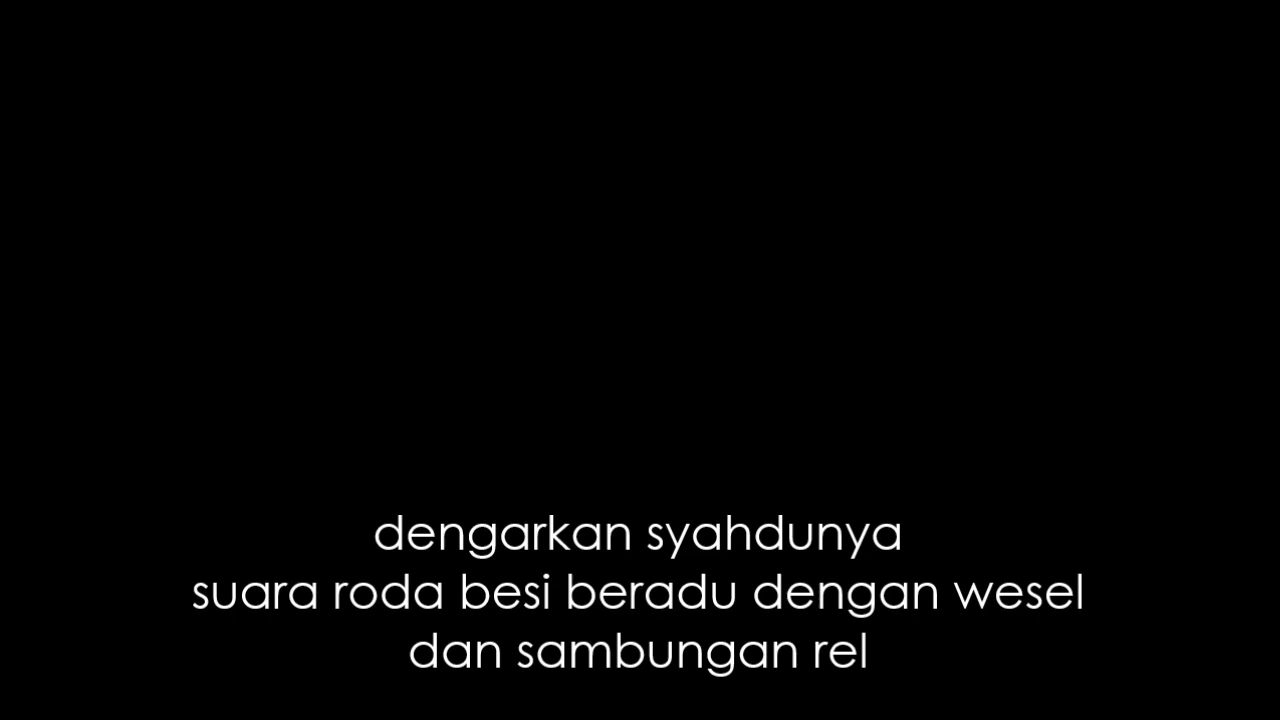 dengarkan syahdunya
suara roda besi beradu dengan wesel
dan sambungan rel